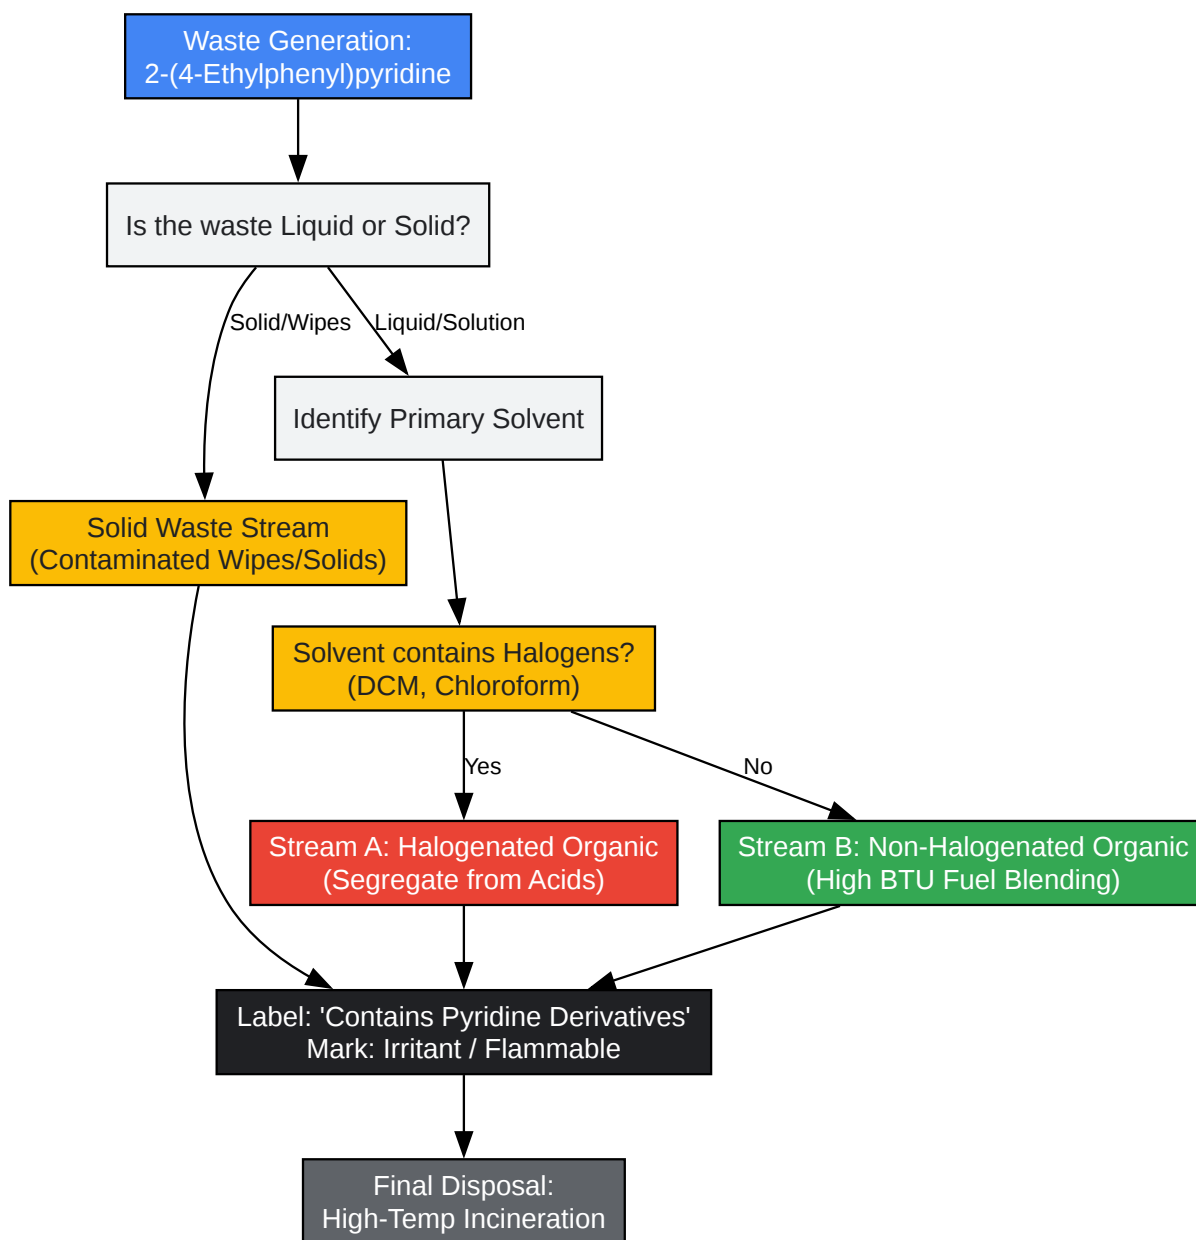 Waste Generation:
2-(4-Ethylphenyl)pyridine
Is the waste Liquid or Solid?
Solid/Wipes
Liquid/Solution
Identify Primary Solvent
Solid Waste Stream
(Contaminated Wipes/Solids)
Solvent contains Halogens?
(DCM, Chloroform)
Yes
No
Stream A: Halogenated Organic
(Segregate from Acids)
Stream B: Non-Halogenated Organic
(High BTU Fuel Blending)
Label: 'Contains Pyridine Derivatives'
Mark: Irritant / Flammable
Final Disposal:
High-Temp Incineration